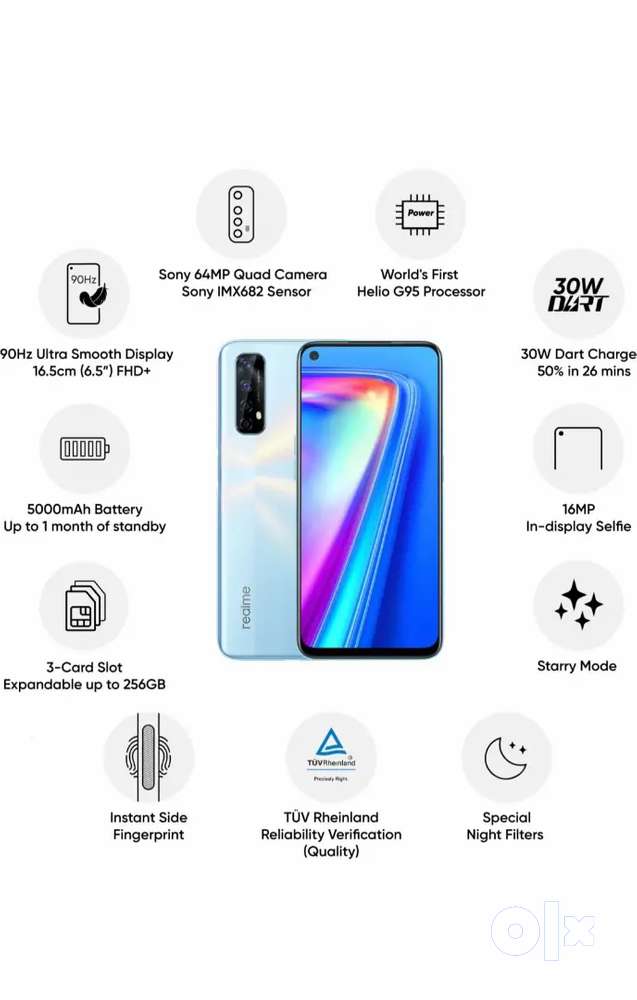 Sony 64MP Quad Camera
Sony IMX682 Sensor
Power
World's First
Helio G95 Processor
90Hz
90Hz Ultra Smooth Display
16.5cm (6.5″) FHD+
30W
DART
30W Dart Charge
50% in 26 mins
5000mAh Battery
Up to 1 month of standby
16MP
In-display Selfie
realme
3-Card Slot
Expandable up to 256GB
Starry Mode
Instant Side
Fingerprint
TÜVRheinland
Precisely Right.
TÜV Rheinland
Reliability Verification
(Quality)
Special
Night Filters
olx